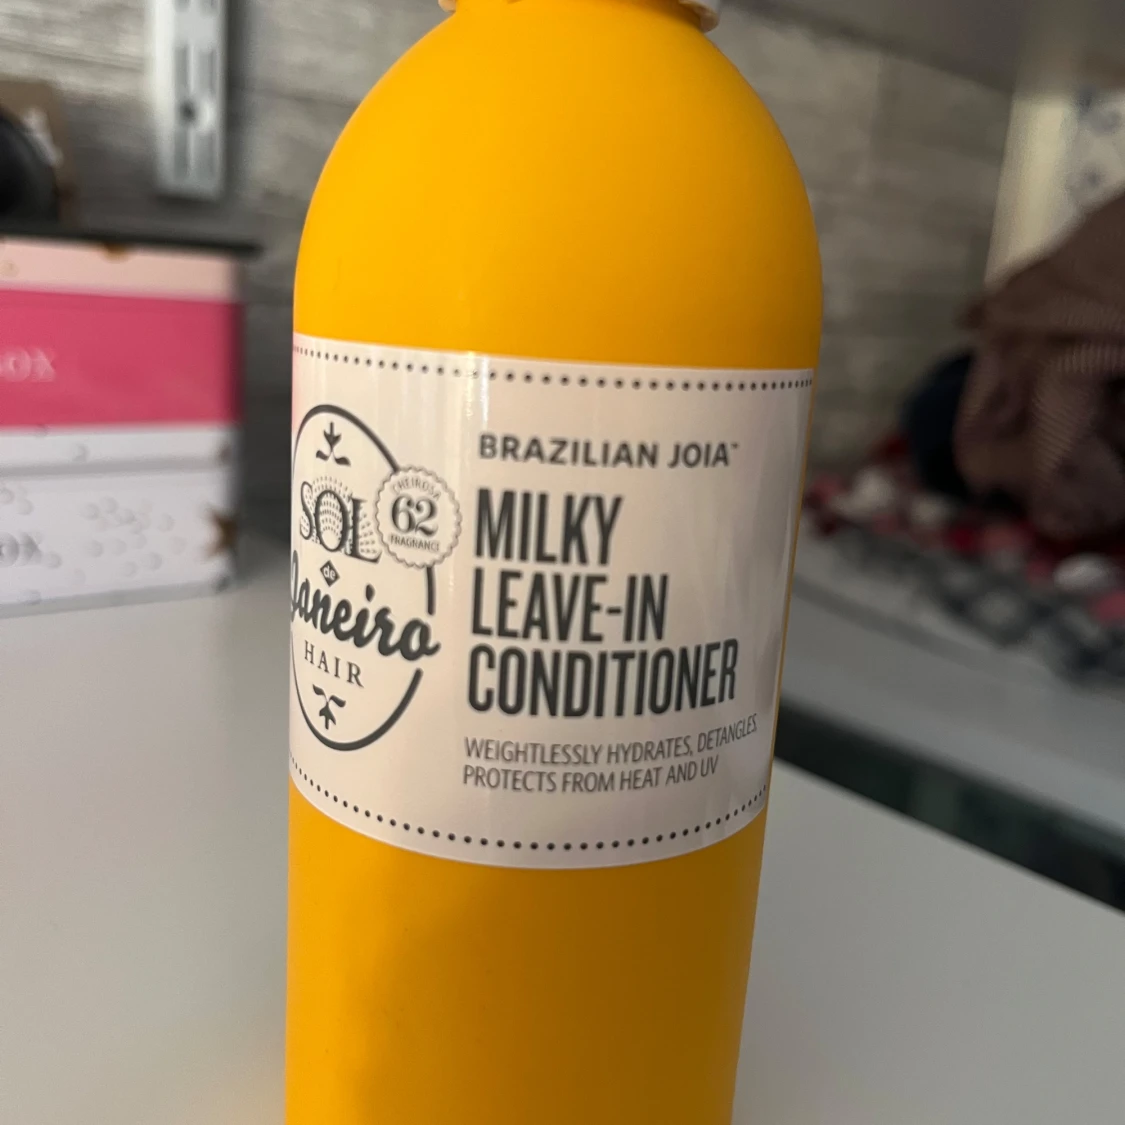 SOL
de
Janeiro
HAIR
CHEIROSA
62
FRAGRANCE
BRAZILIAN JOIA™
MILKY
LEAVE-IN
CONDITIONER
WEIGHTLESSLY HYDRATES, DETANGLES,
PROTECTS FROM HEAT AND UV